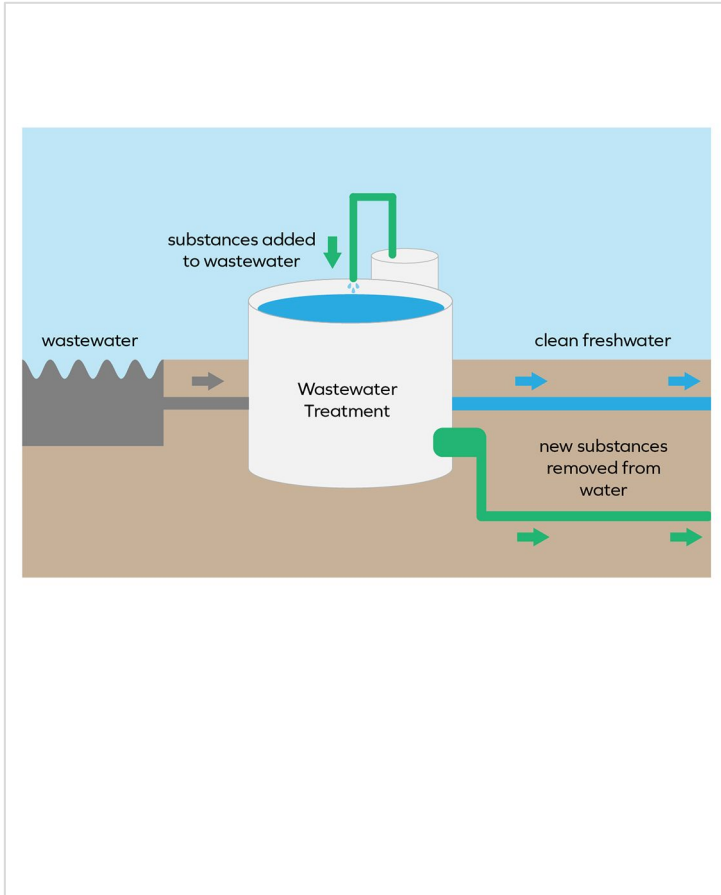 substances added
to wastewater
wastewater
clean freshwater
Wastewater
Treatment
new substances
removed from
water